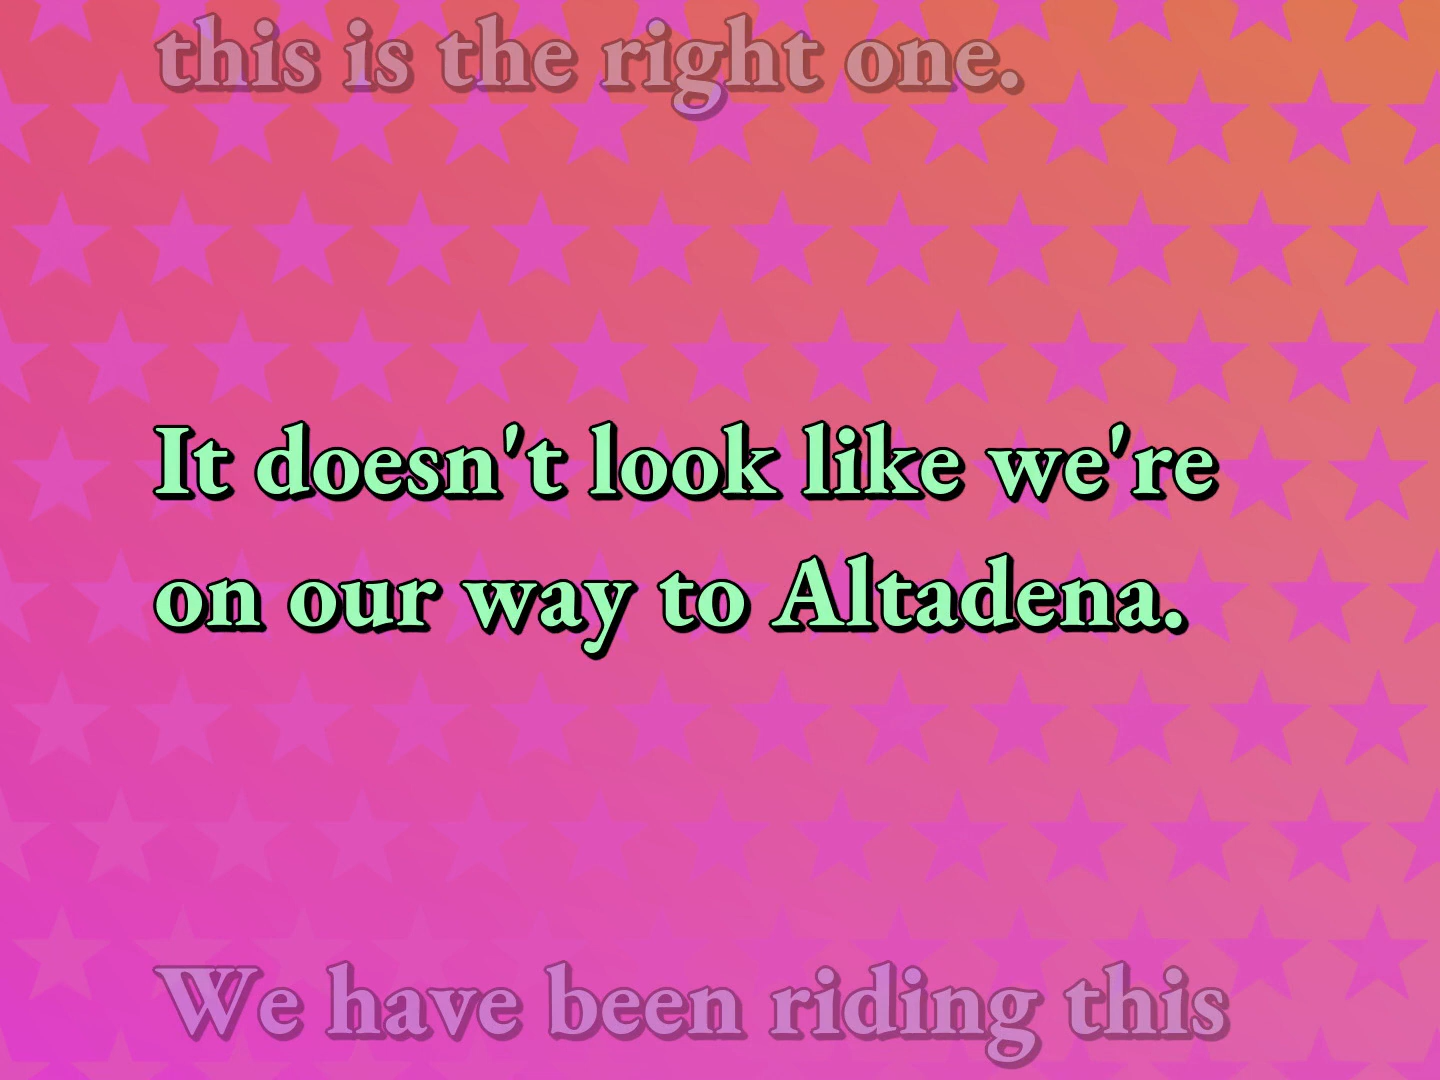 this is the right one.
It doesn't look like we're
on our way to Altadena.
We have been riding this